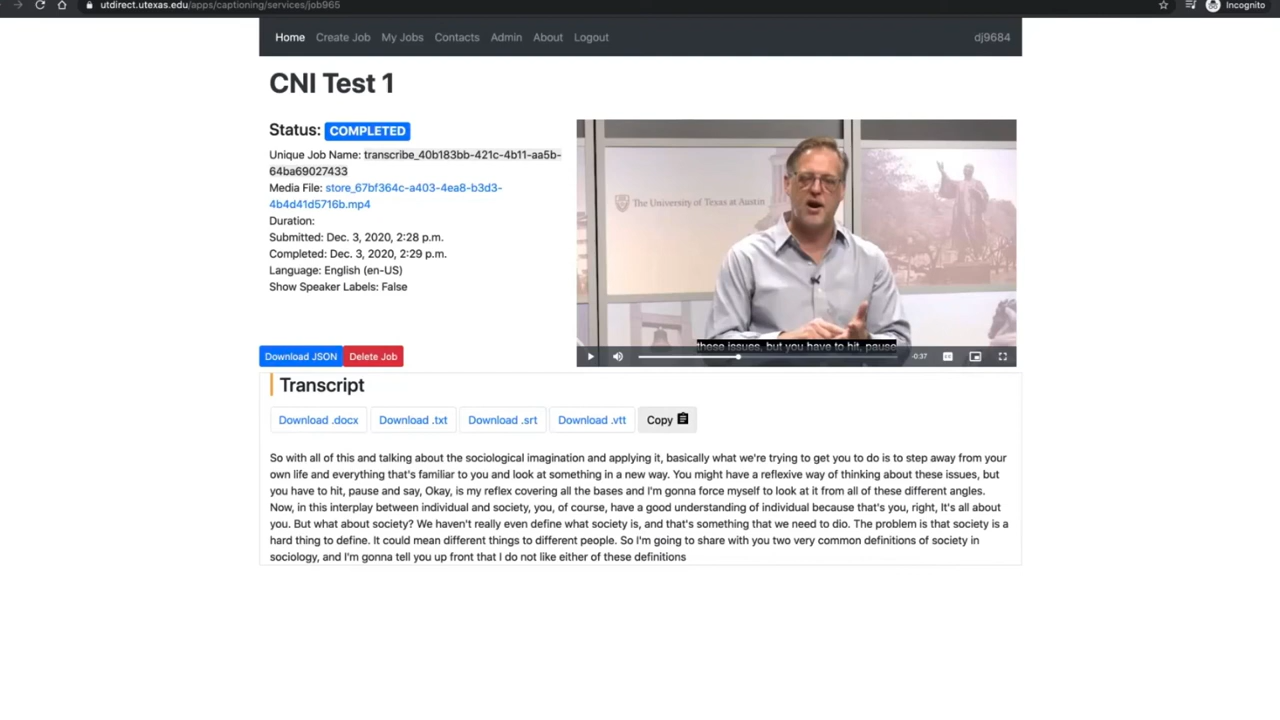 utdirect.utexas.edu/apps/captioning/services/job965
Incognito
Home Create Job My Jobs Contacts Admin About Logout dj9684
CNI Test 1
Status: COMPLETED
Unique Job Name: transcribe_40b183bb-421c-4b11-aa5b-
64ba69027433
Media File: store_67bf364c-a403-4ea8-b3d3-
4b4d41d5716b.mp4
Duration:
Submitted: Dec. 3, 2020, 2:28 p.m.
Completed: Dec. 3, 2020, 2:29 p.m.
Language: English (en-US)
Show Speaker Labels: False
The University of Texas at Austin
these issues, but you have to hit, pause
-0:37
Download JSON Delete Job
Transcript
Download .docx Download .txt Download .srt Download .vtt Copy
So with all of this and talking about the sociological imagination and applying it, basically what we're trying to get you to do is to step away from your
own life and everything that's familiar to you and look at something in a new way. You might have a reflexive way of thinking about these issues, but
you have to hit, pause and say, Okay, is my reflex covering all the bases and I'm gonna force myself to look at it from all of these different angles.
Now, in this interplay between individual and society, you, of course, have a good understanding of individual because that's you, right, It's all about
you. But what about society? We haven't really even define what society is, and that's something that we need to dio. The problem is that society is a
hard thing to define. It could mean different things to different people. So I'm going to share with you two very common definitions of society in
sociology, and I'm gonna tell you up front that I do not like either of these definitions